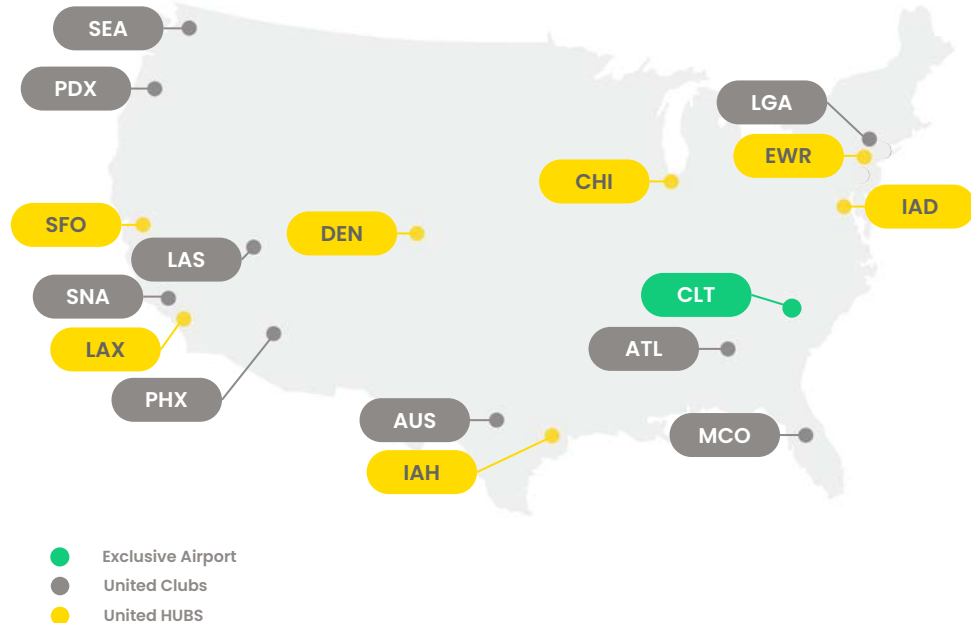 SEA
PDX
LGA
EWR
CHI
IAD
SFO
DEN
LAS
SNA
CLT
LAX
ATL
PHX
AUS
MCO
IAH
Exclusive Airport
United Clubs
United HUBS